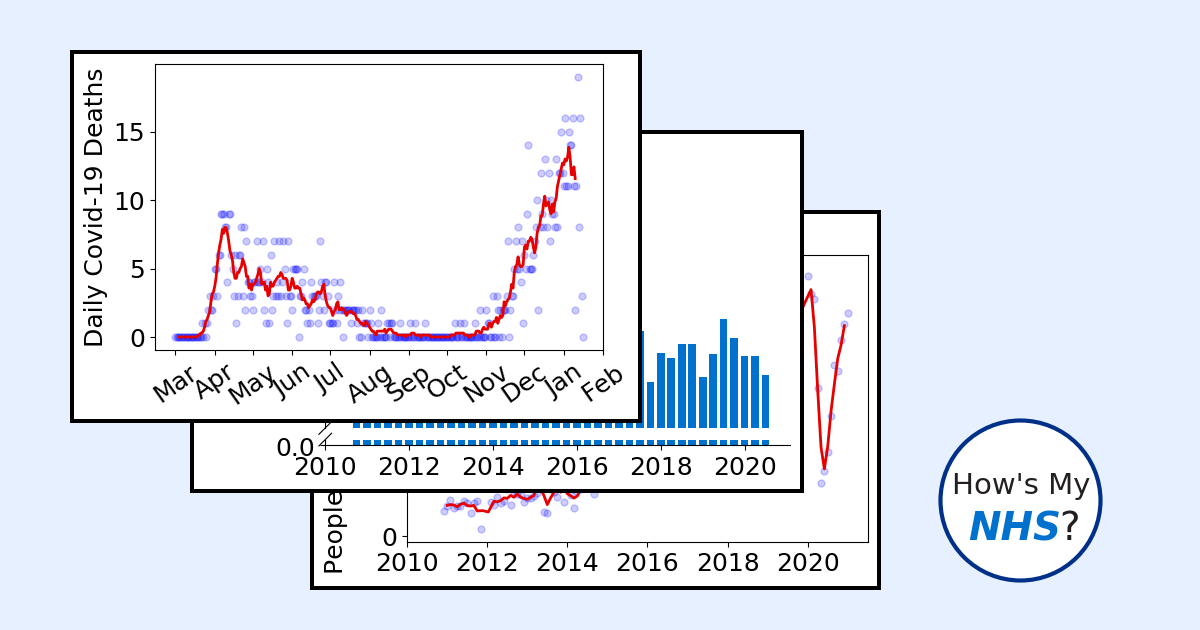 Daily Covid-19 Deaths
15
10
5
0
Mar Apr May Jun Jul Aug Sep Oct Nov Dec Jan Feb
0.0
2010 2012 2014 2016 2018 2020
People
0
2010 2012 2014 2016 2018 2020
How's My
NHS?